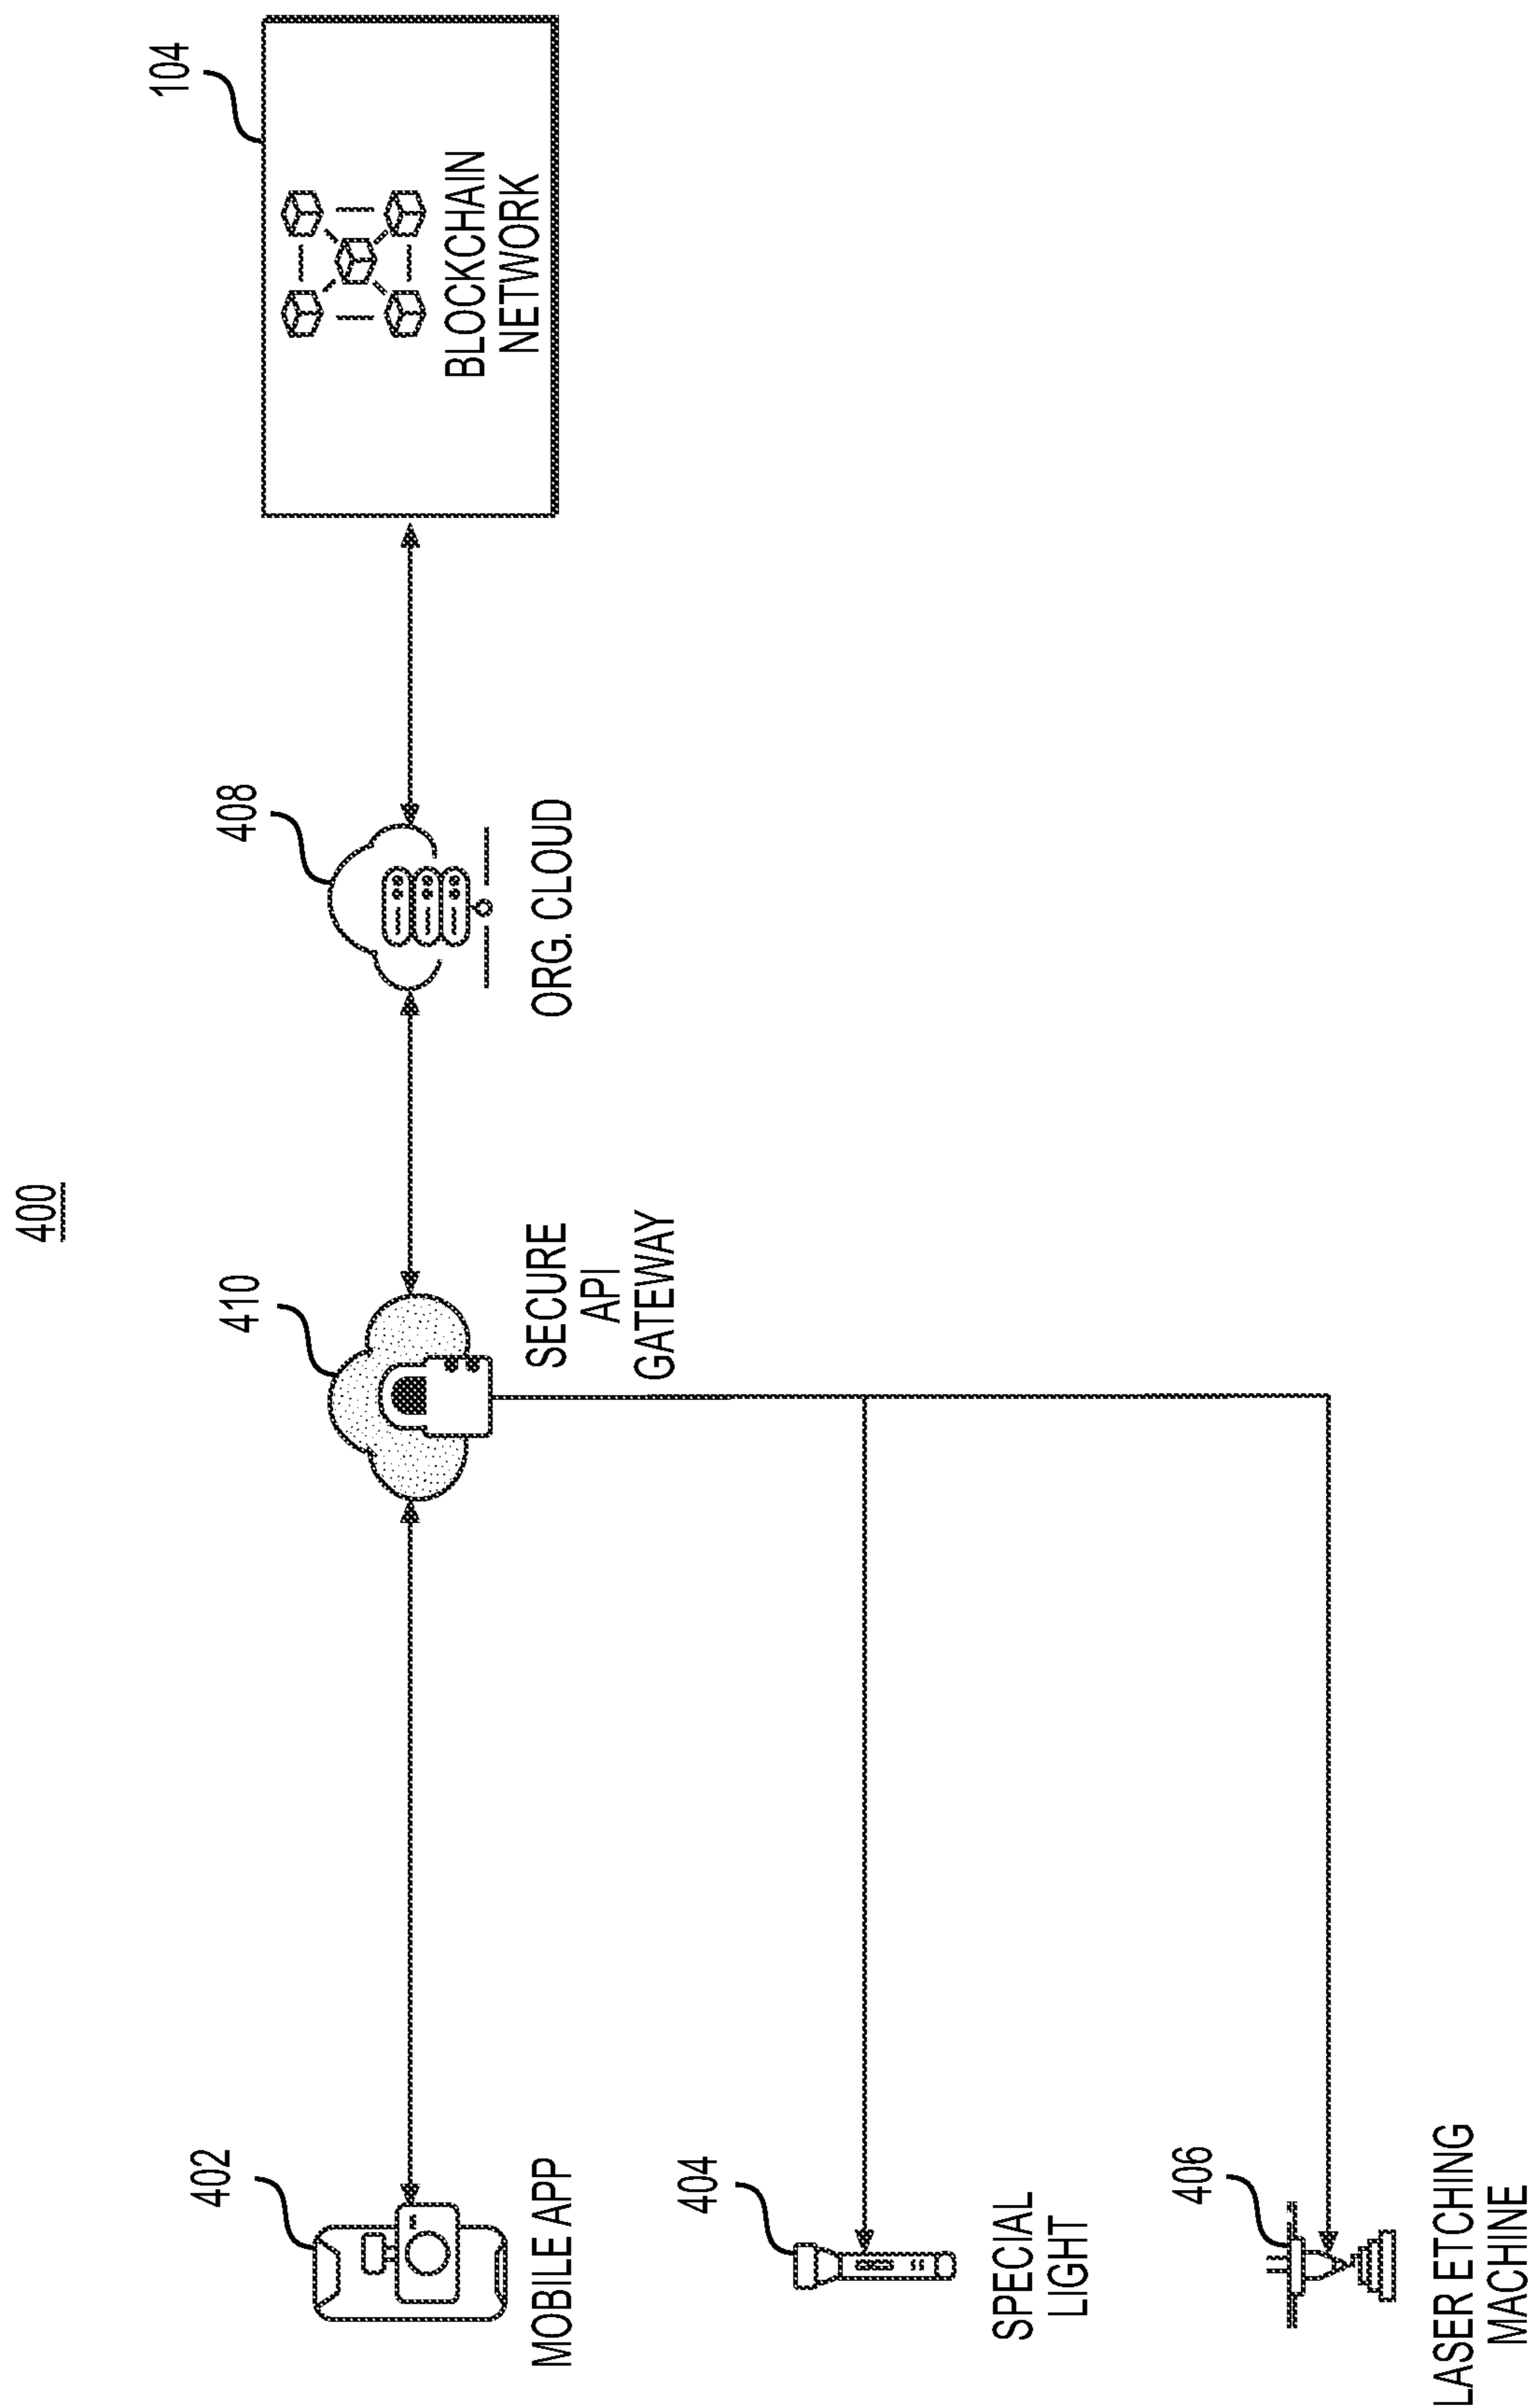 400
402
MOBILE APP
410
SECURE
API
GATEWAY
408
ORG. CLOUD
104
BLOCKCHAIN
NETWORK
404
SPECIAL
LIGHT
406
LASER ETCHING
MACHINE